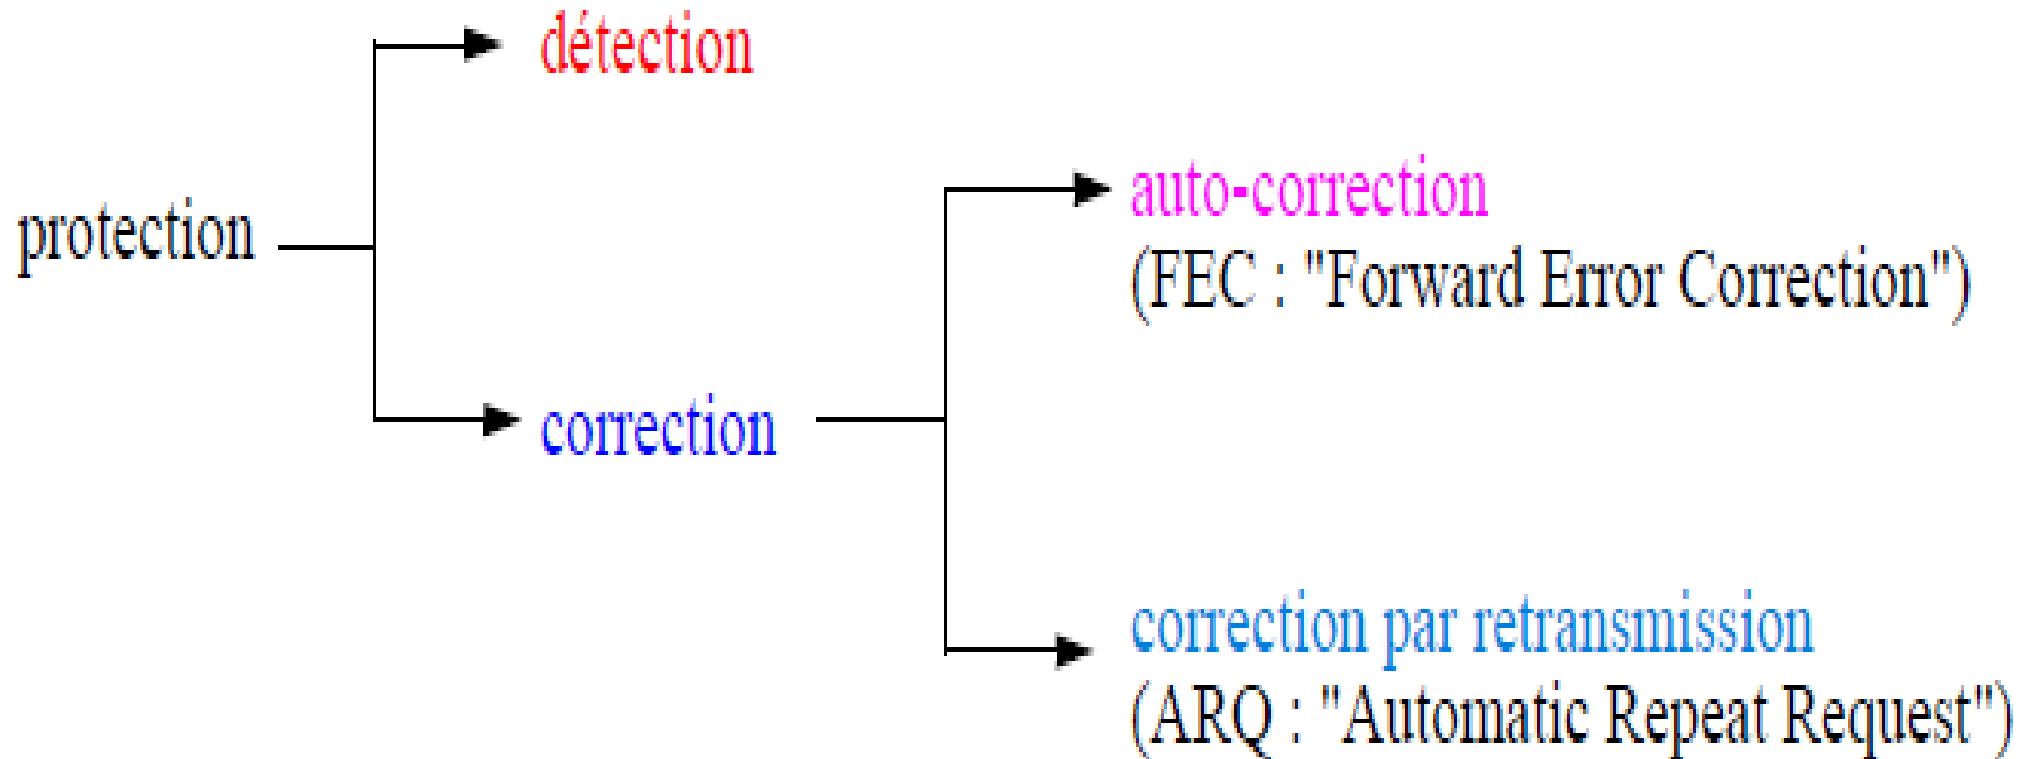 détection
auto-correction
(FEC : "Forward Error Correction")
protection
correction
correction par retransmission
(ARQ : "Automatic Repeat Request")